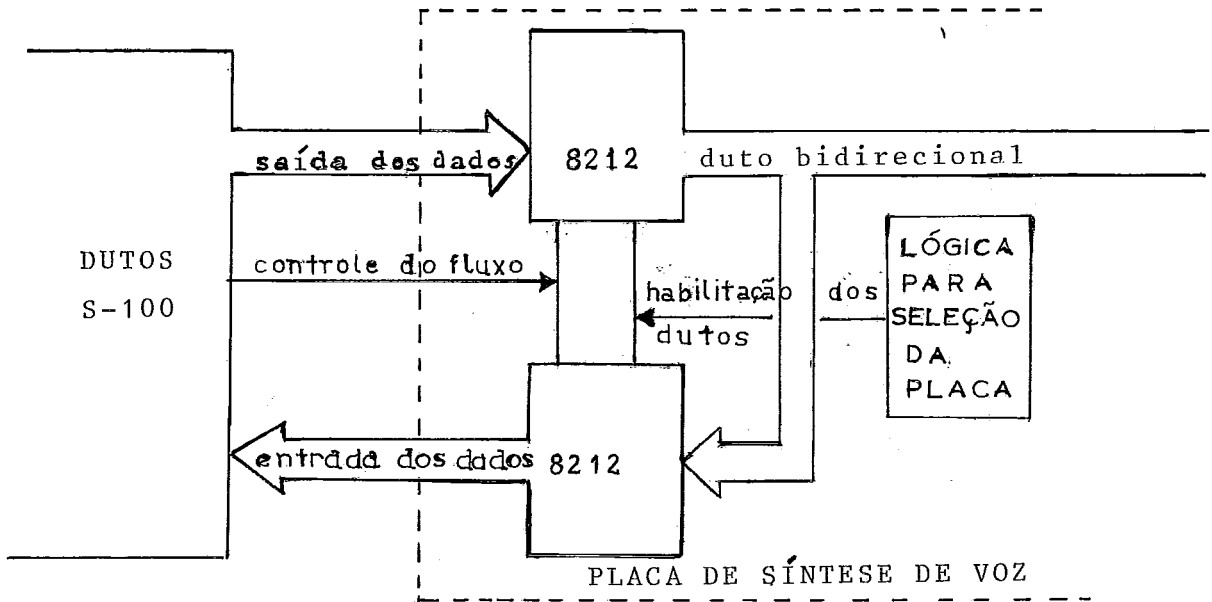 8212
saída dos dados
duto bidirecional
DUTOS
S-100
controle do fluxo
habilitação dos
dutos
LÓGICA
PARA
SELEÇÃO
DA
PLACA
entrada dos dados
8212
PLACA DE SÍNTESE DE VOZ